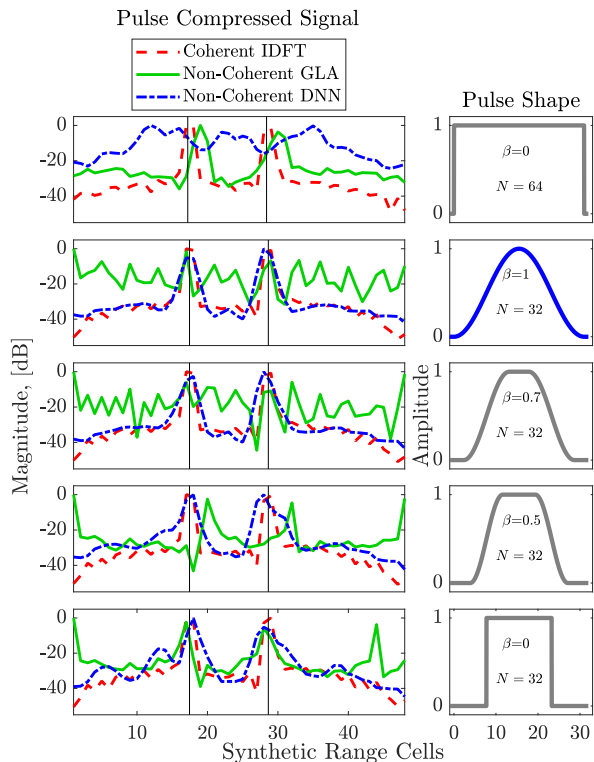 Pulse Compressed Signal
Coherent IDFT
Non-Coherent GLA
Non-Coherent DNN
Pulse Shape
0
-20
-40
1
0
β=0
N = 64
0
-20
-40
1
0
β=1
N = 32
0
-20
-40
1
0
β=0.7
N = 32
0
-20
-40
1
0
β=0.5
N = 32
0
-20
-40
1
0
β=0
N = 32
Magnitude, [dB]
Amplitude
10 20 30 40
0 10 20 30
Synthetic Range Cells